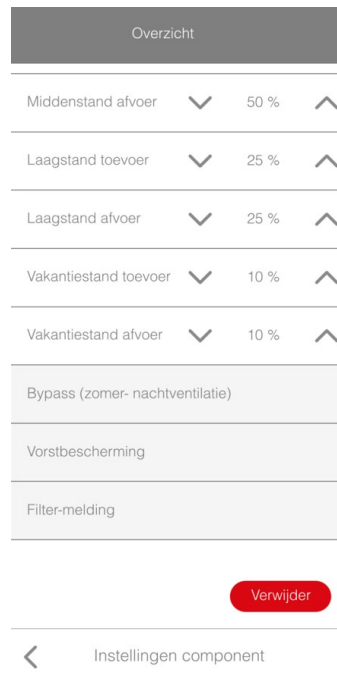 Overzicht
Middenstand afvoer 50 %
Laagstand toevoer 25 %
Laagstand afvoer 25 %
Vakantiestand toevoer 10 %
Vakantiestand afvoer 10 %
Bypass (zomer- nachtventilatie)
Vorstbescherming
Filter-melding
Verwijder
Instellingen component